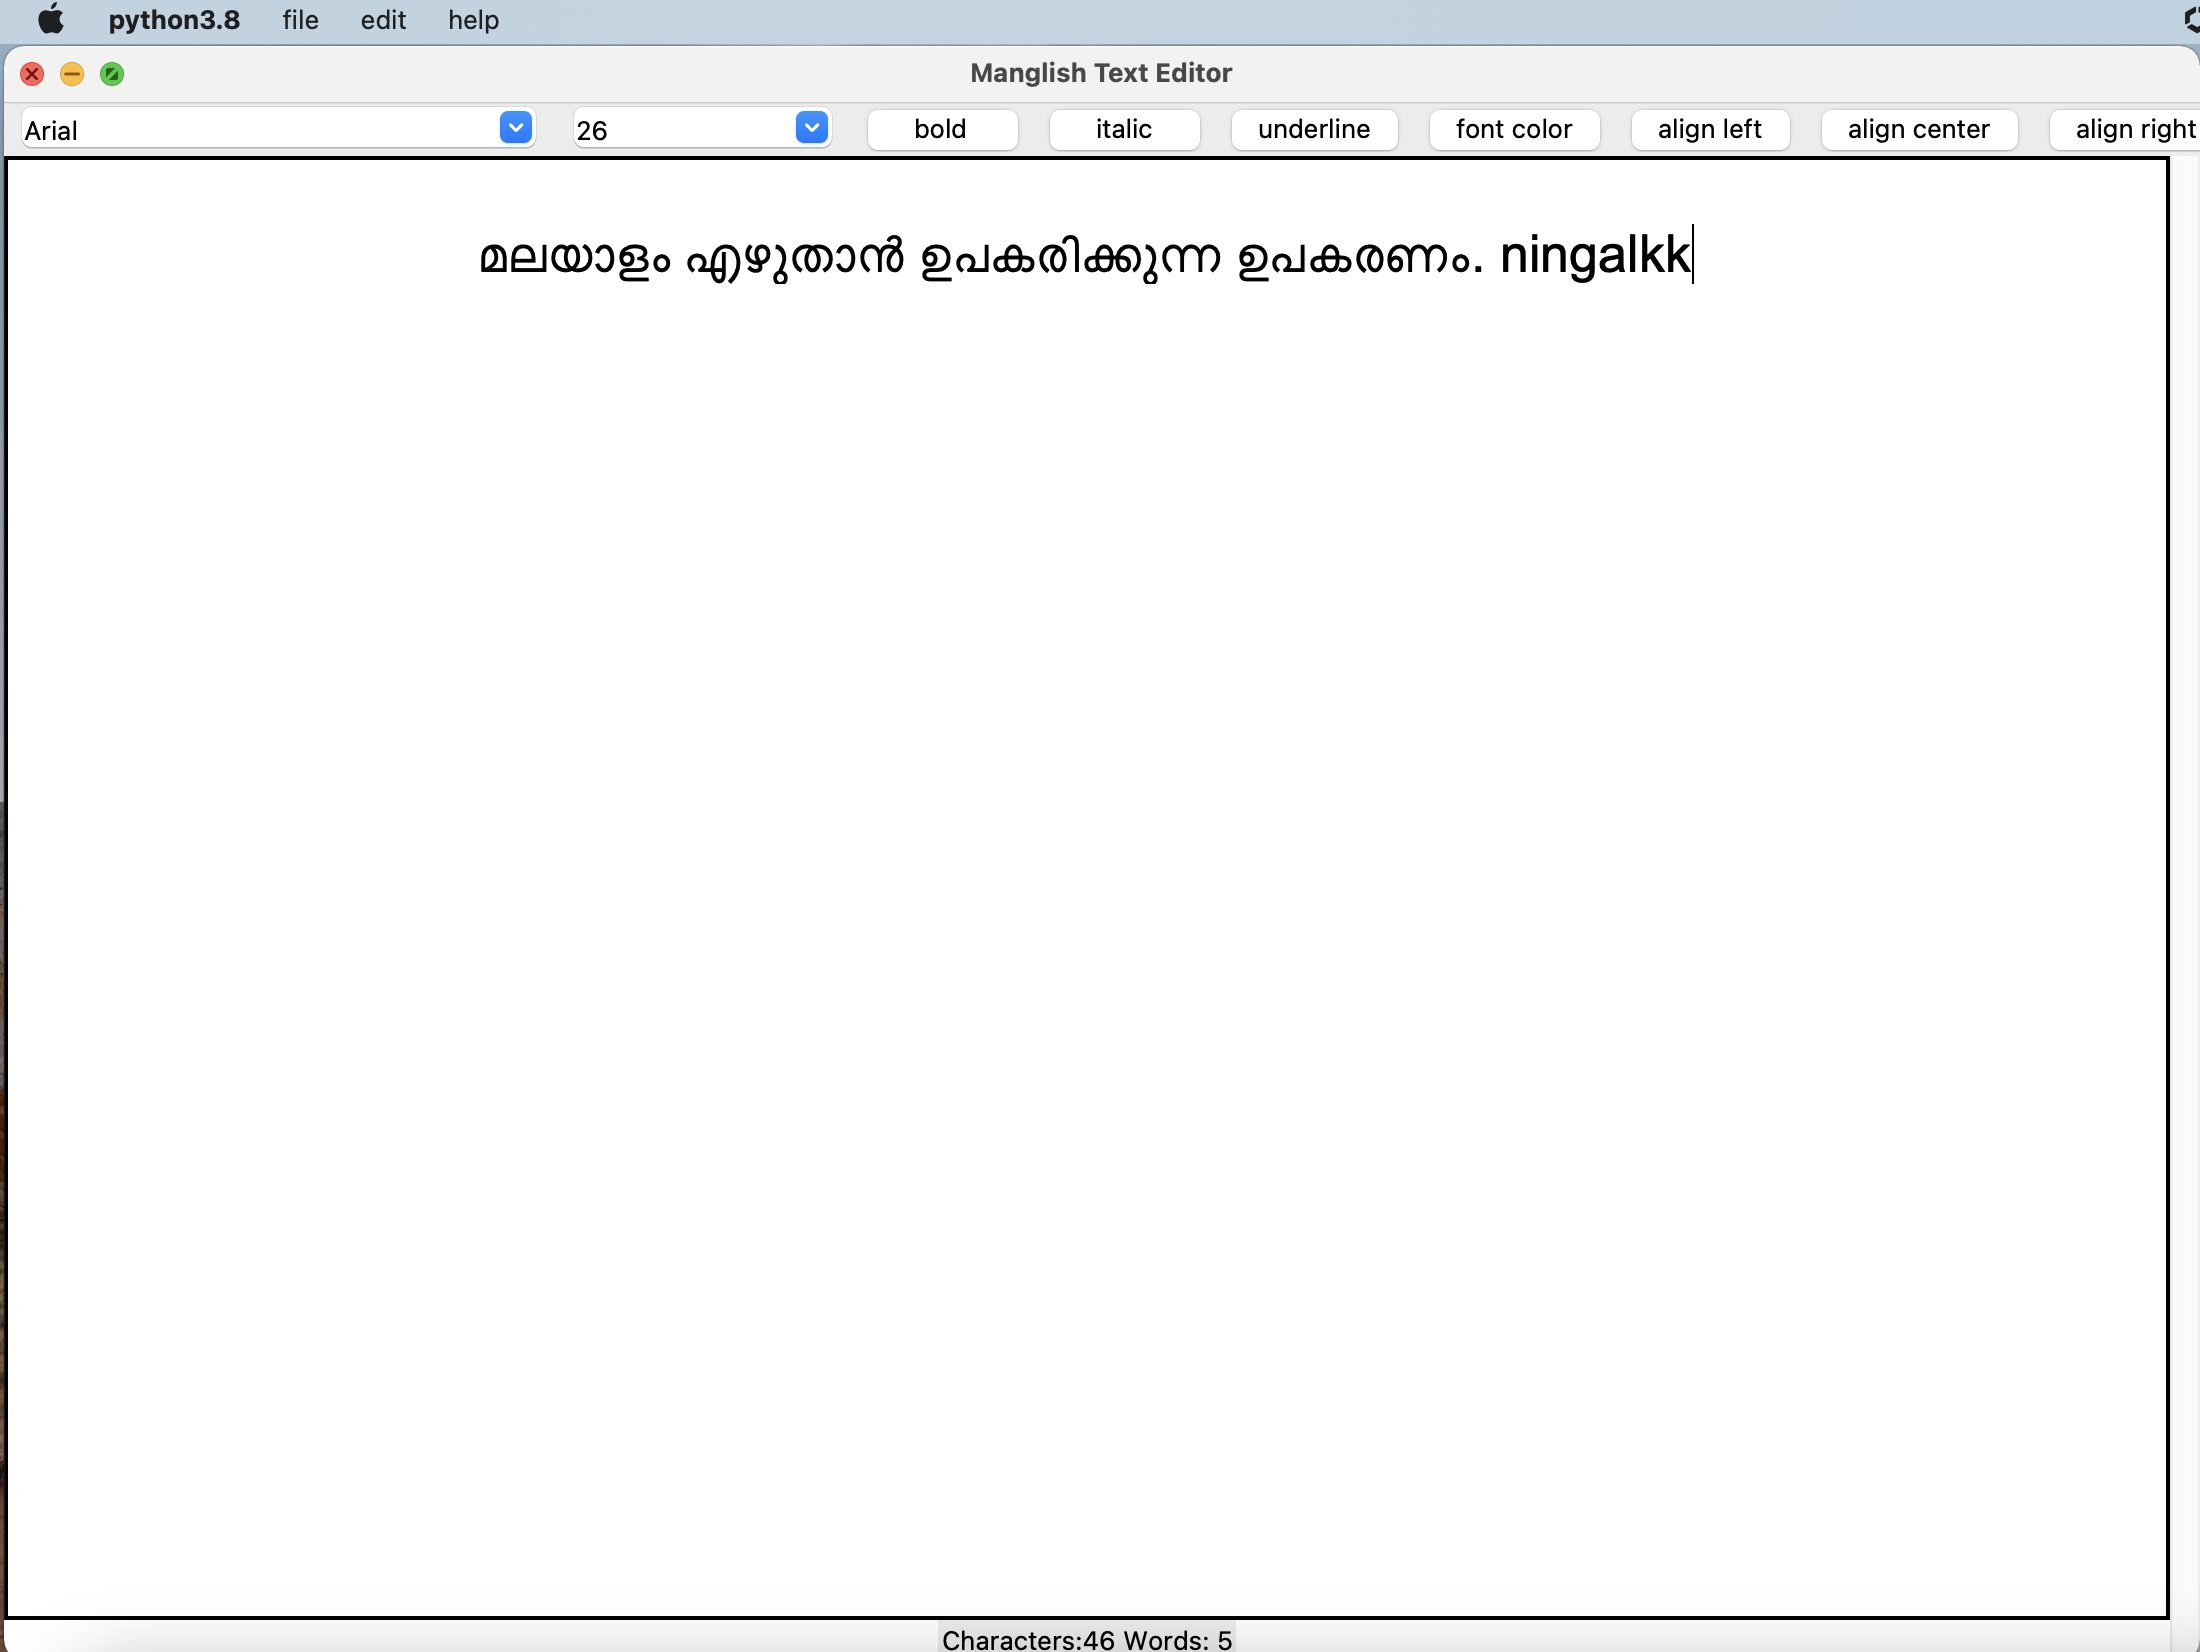 python3.8 file edit help
Manglish Text Editor
Arial 26 bold italic underline font color align left align center align right
മലയാളം എഴുതാൻ ഉപകരിക്കുന്ന ഉപകരണം. ningalkk
Characters:46 Words: 5